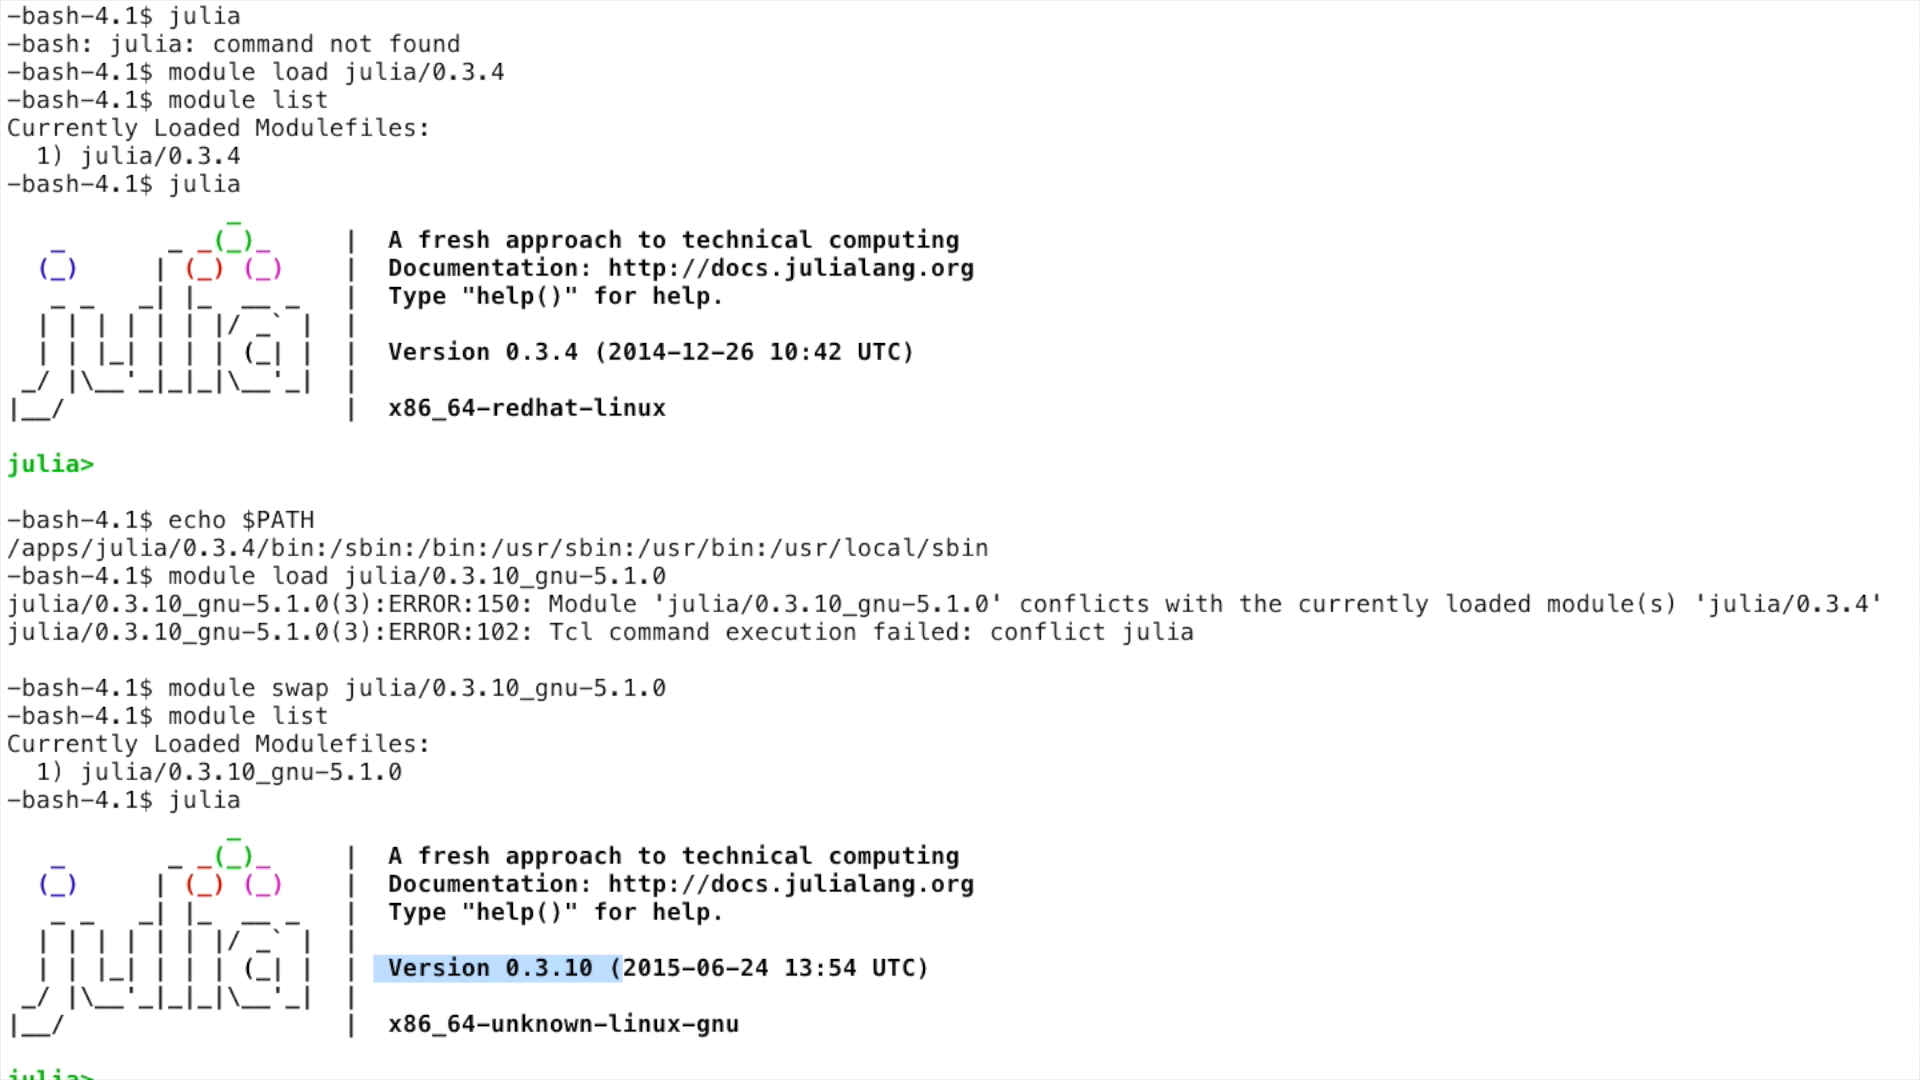 -bash-4.1$ julia
-bash: julia: command not found
-bash-4.1$ module load julia/0.3.4
-bash-4.1$ module list
Currently Loaded Modulefiles:
  1) julia/0.3.4
-bash-4.1$ julia
A fresh approach to technical computing
Documentation: http://docs.julialang.org
Type "help()" for help.
Version 0.3.4 (2014-12-26 10:42 UTC)
x86_64-redhat-linux
julia>
-bash-4.1$ echo $PATH
/apps/julia/0.3.4/bin:/sbin:/bin:/usr/sbin:/usr/bin:/usr/local/sbin
-bash-4.1$ module load julia/0.3.10_gnu-5.1.0
julia/0.3.10_gnu-5.1.0(3):ERROR:150: Module 'julia/0.3.10_gnu-5.1.0' conflicts with the currently loaded module(s) 'julia/0.3.4'
julia/0.3.10_gnu-5.1.0(3):ERROR:102: Tcl command execution failed: conflict julia
-bash-4.1$ module swap julia/0.3.10_gnu-5.1.0
-bash-4.1$ module list
Currently Loaded Modulefiles:
  1) julia/0.3.10_gnu-5.1.0
-bash-4.1$ julia
A fresh approach to technical computing
Documentation: http://docs.julialang.org
Type "help()" for help.
Version 0.3.10 (2015-06-24 13:54 UTC)
x86_64-unknown-linux-gnu
julia>